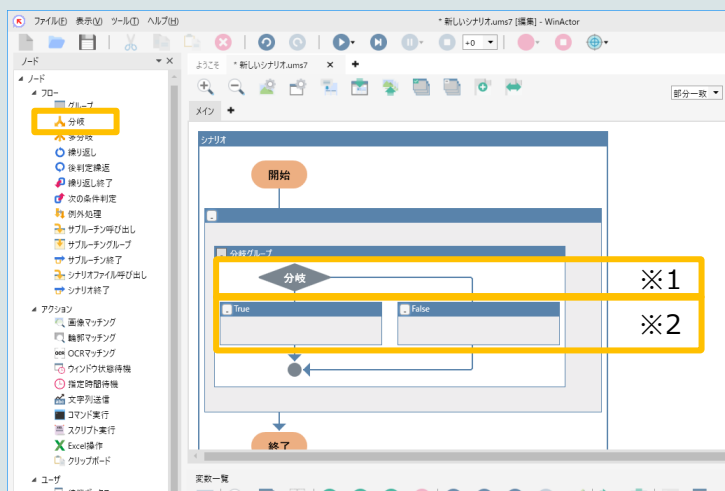 ファイル(F) 表示(V) ツール(T) ヘルプ(H)
* 新しいシナリオ.ums7 [編集] - WinActor
+0
ノード
ようこそ * 新しいシナリオ.ums7
部分一致
メイン
ノード
フロー
グループ
分岐
多分岐
繰り返し
後判定繰返
繰り返し終了
次の条件判定
例外処理
サブルーチン呼び出し
サブルーチングループ
サブルーチン終了
シナリオファイル呼び出し
シナリオ終了
アクション
画像マッチング
輪郭マッチング
OCRマッチング
ウィンドウ状態待機
指定時間待機
文字列送信
コマンド実行
スクリプト実行
Excel操作
クリップボード
ユーザ
シナリオ
開始
分岐グループ
分岐
※1
True
False
※2
終了
変数一覧